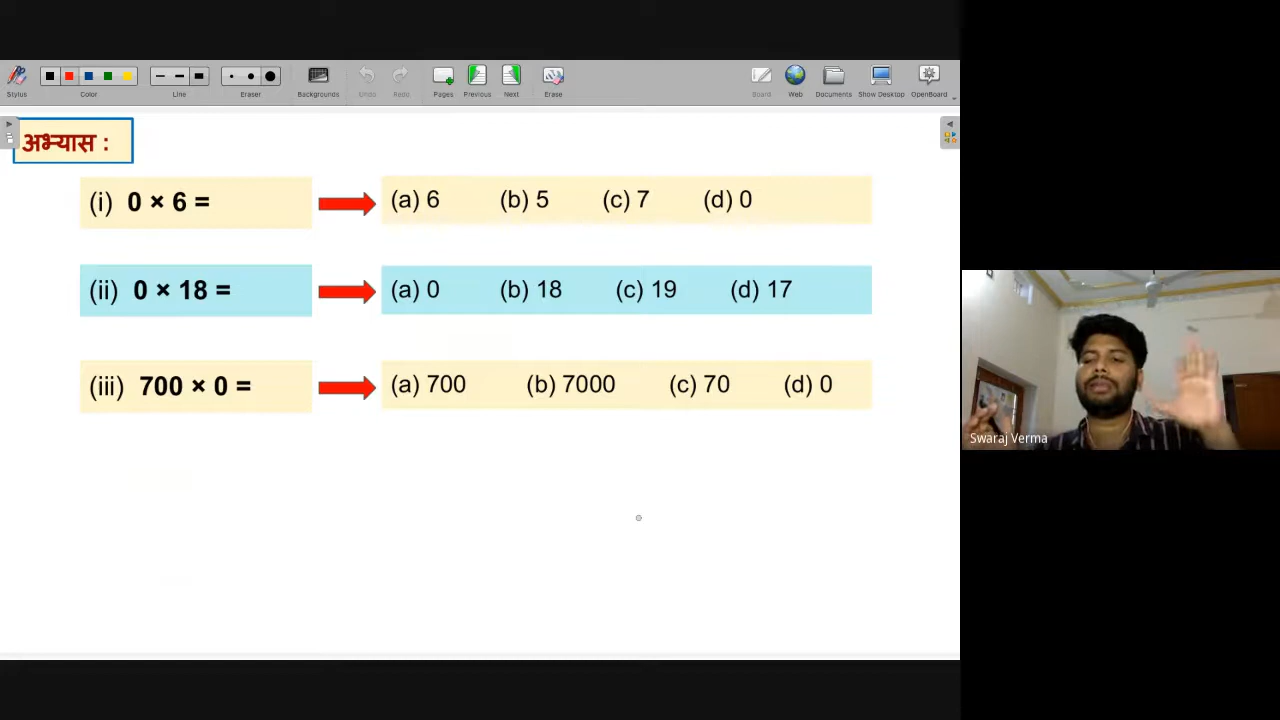 Stylus Color Line Eraser Backgrounds Undo Redo Pages Previous Next Erase Board Web Documents Show Desktop OpenBoard
अभ्यास :
(i) 0 × 6 = (a) 6 (b) 5 (c) 7 (d) 0
(ii) 0 × 18 = (a) 0 (b) 18 (c) 19 (d) 17
(iii) 700 × 0 = (a) 700 (b) 7000 (c) 70 (d) 0
Swaraj Verma